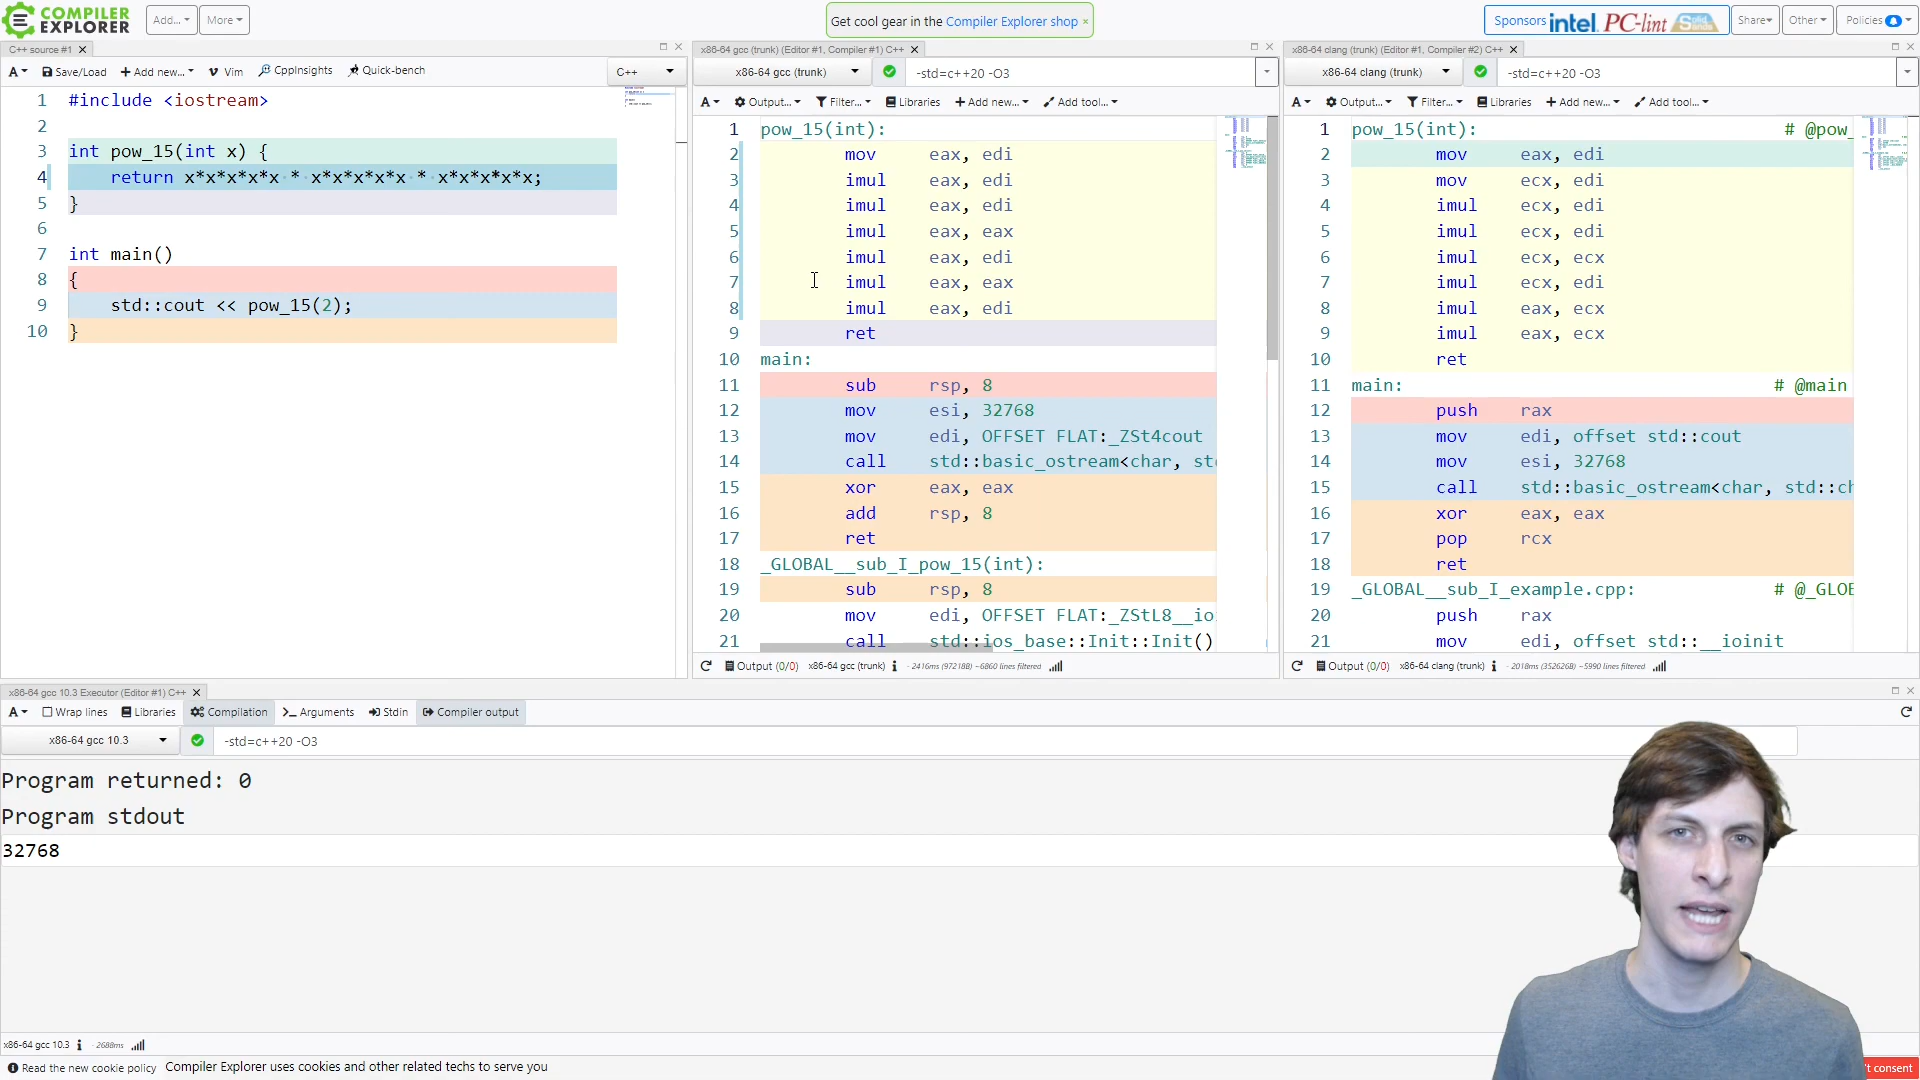 COMPILER EXPLORER
Add...
More
Get cool gear in the Compiler Explorer shop ×
Sponsors intel. PC-lint Solid Sands
Share
Other
Policies
C++ source #1
A
Save/Load
Add new...
Vim
CppInsights
Quick-bench
C++
1 #include <iostream>
2
3 int pow_15(int x) {
4 return x*x*x*x*x * x*x*x*x*x * x*x*x*x*x;
5 }
6
7 int main()
8 {
9 std::cout << pow_15(2);
10 }
x86-64 gcc (trunk) (Editor #1, Compiler #1) C++
x86-64 gcc (trunk)
-std=c++20 -O3
A
Output...
Filter...
Libraries
Add new...
Add tool...
1 pow_15(int):
2 mov eax, edi
3 imul eax, edi
4 imul eax, edi
5 imul eax, eax
6 imul eax, edi
7 imul eax, eax
8 imul eax, edi
9 ret
10 main:
11 sub rsp, 8
12 mov esi, 32768
13 mov edi, OFFSET FLAT:_ZSt4cout
14 call std::basic_ostream<char, st
15 xor eax, eax
16 add rsp, 8
17 ret
18 _GLOBAL__sub_I_pow_15(int):
19 sub rsp, 8
20 mov edi, OFFSET FLAT:_ZStL8__io
21 call std::ios_base::Init::Init()
Output (0/0) x86-64 gcc (trunk) - 2416ms (97218B) ~6860 lines filtered
x86-64 clang (trunk) (Editor #1, Compiler #2) C++
x86-64 clang (trunk)
-std=c++20 -O3
A
Output...
Filter...
Libraries
Add new...
Add tool...
1 pow_15(int): # @pow_
2 mov eax, edi
3 mov ecx, edi
4 imul ecx, edi
5 imul ecx, edi
6 imul ecx, ecx
7 imul ecx, edi
8 imul eax, ecx
9 imul eax, ecx
10 ret
11 main: # @main
12 push rax
13 mov edi, offset std::cout
14 mov esi, 32768
15 call std::basic_ostream<char, std::ch
16 xor eax, eax
17 pop rcx
18 ret
19 _GLOBAL__sub_I_example.cpp: # @_GLOB
20 push rax
21 mov edi, offset std::__ioinit
Output (0/0) x86-64 clang (trunk) - 2018ms (352626B) ~5990 lines filtered
x86-64 gcc 10.3 Executor (Editor #1) C++
A
Wrap lines
Libraries
Compilation
Arguments
Stdin
Compiler output
x86-64 gcc 10.3
-std=c++20 -O3
Program returned: 0
Program stdout
32768
x86-64 gcc 10.3 - 2688ms
Read the new cookie policy Compiler Explorer uses cookies and other related techs to serve you
't consent